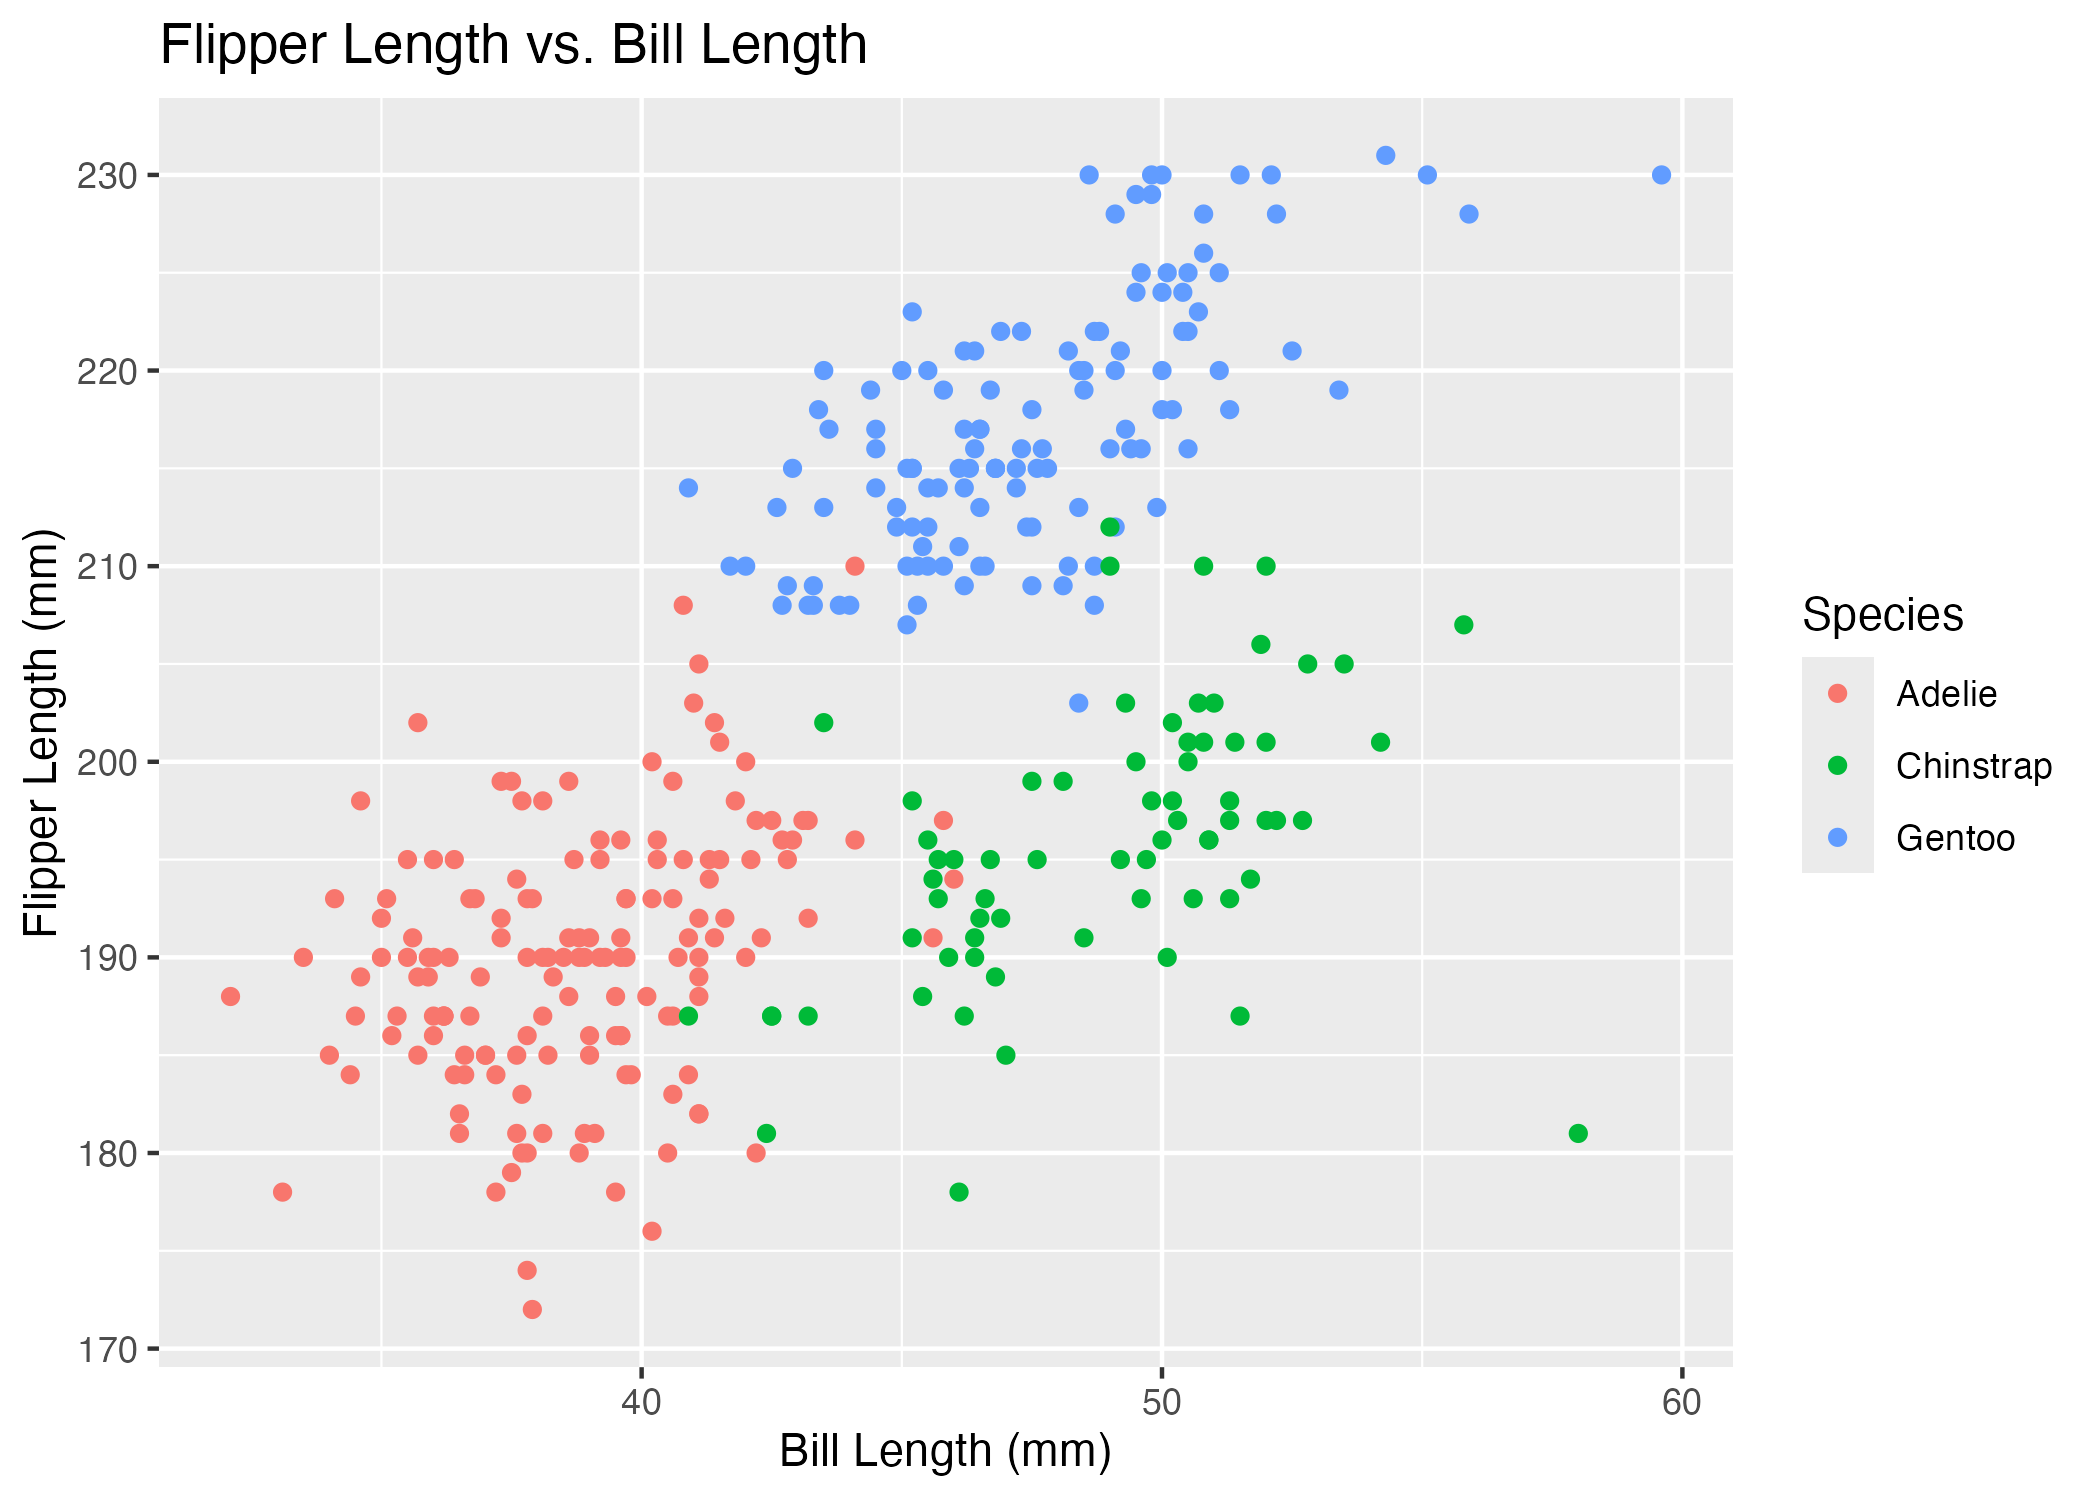 Flipper Length vs. Bill Length
230
220
210
200
190
180
170
Flipper Length (mm)
40 50 60
Bill Length (mm)
Species
Adelie
Chinstrap
Gentoo